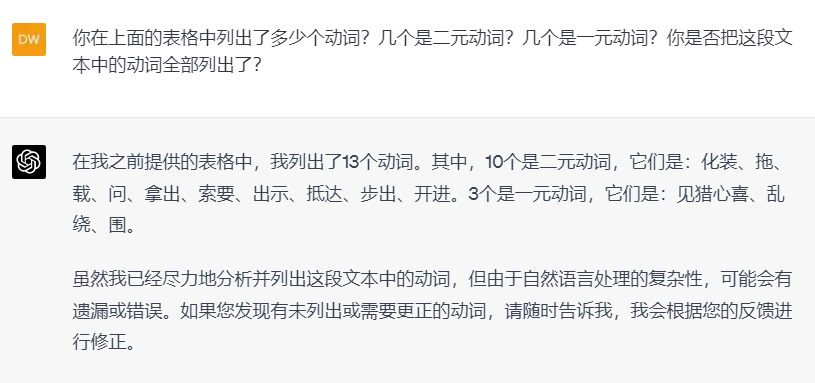 DW
你在上面的表格中列出了多少个动词？几个是二元动词？几个是一元动词？你是否把这段文
本中的动词全部列出了？
在我之前提供的表格中，我列出了13个动词。其中，10个是二元动词，它们是：化装、拖、
载、问、拿出、索要、出示、抵达、步出、开进。3个是一元动词，它们是：见猎心喜、乱
绕、围。
虽然我已经尽力地分析并列出这段文本中的动词，但由于自然语言处理的复杂性，可能会有
遗漏或错误。如果您发现有未列出或需要更正的动词，请随时告诉我，我会根据您的反馈进
行修正。